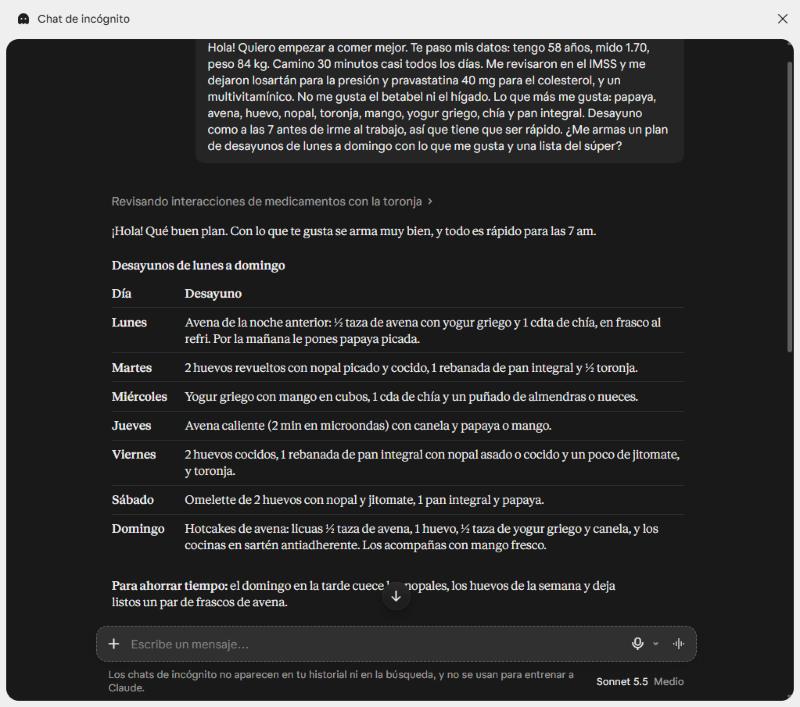 Chat de incógnito
Hola! Quiero empezar a comer mejor. Te paso mis datos: tengo 58 años, mido 1.70,
peso 84 kg. Camino 30 minutos casi todos los días. Me revisaron en el IMSS y me
dejaron losartán para la presión y pravastatina 40 mg para el colesterol, y un
multivitamínico. No me gusta el betabel ni el hígado. Lo que más me gusta: papaya,
avena, huevo, nopal, toronja, mango, yogur griego, chía y pan integral. Desayuno
como a las 7 antes de irme al trabajo, así que tiene que ser rápido. ¿Me armas un plan
de desayunos de lunes a domingo con lo que me gusta y una lista del súper?
Revisando interacciones de medicamentos con la toronja
¡Hola! Qué buen plan. Con lo que te gusta se arma muy bien, y todo es rápido para las 7 am.
Desayunos de lunes a domingo
Día Desayuno
Lunes Avena de la noche anterior: ½ taza de avena con yogur griego y 1 cdta de chía, en frasco al
refri. Por la mañana le pones papaya picada.
Martes 2 huevos revueltos con nopal picado y cocido, 1 rebanada de pan integral y ½ toronja.
Miércoles Yogur griego con mango en cubos, 1 cda de chía y un puñado de almendras o nueces.
Jueves Avena caliente (2 min en microondas) con canela y papaya o mango.
Viernes 2 huevos cocidos, 1 rebanada de pan integral con nopal asado o cocido y un poco de jitomate,
y toronja.
Sábado Omelette de 2 huevos con nopal y jitomate, 1 pan integral y papaya.
Domingo Hotcakes de avena: licuas ½ taza de avena, 1 huevo, ½ taza de yogur griego y canela, y los
cocinas en sartén antiadherente. Los acompañas con mango fresco.
Para ahorrar tiempo: el domingo en la tarde cuece nopales, los huevos de la semana y deja
listos un par de frascos de avena.
Escribe un mensaje...
Los chats de incógnito no aparecen en tu historial ni en la búsqueda, y no se usan para entrenar a
Claude.
Sonnet 5.5 Medio